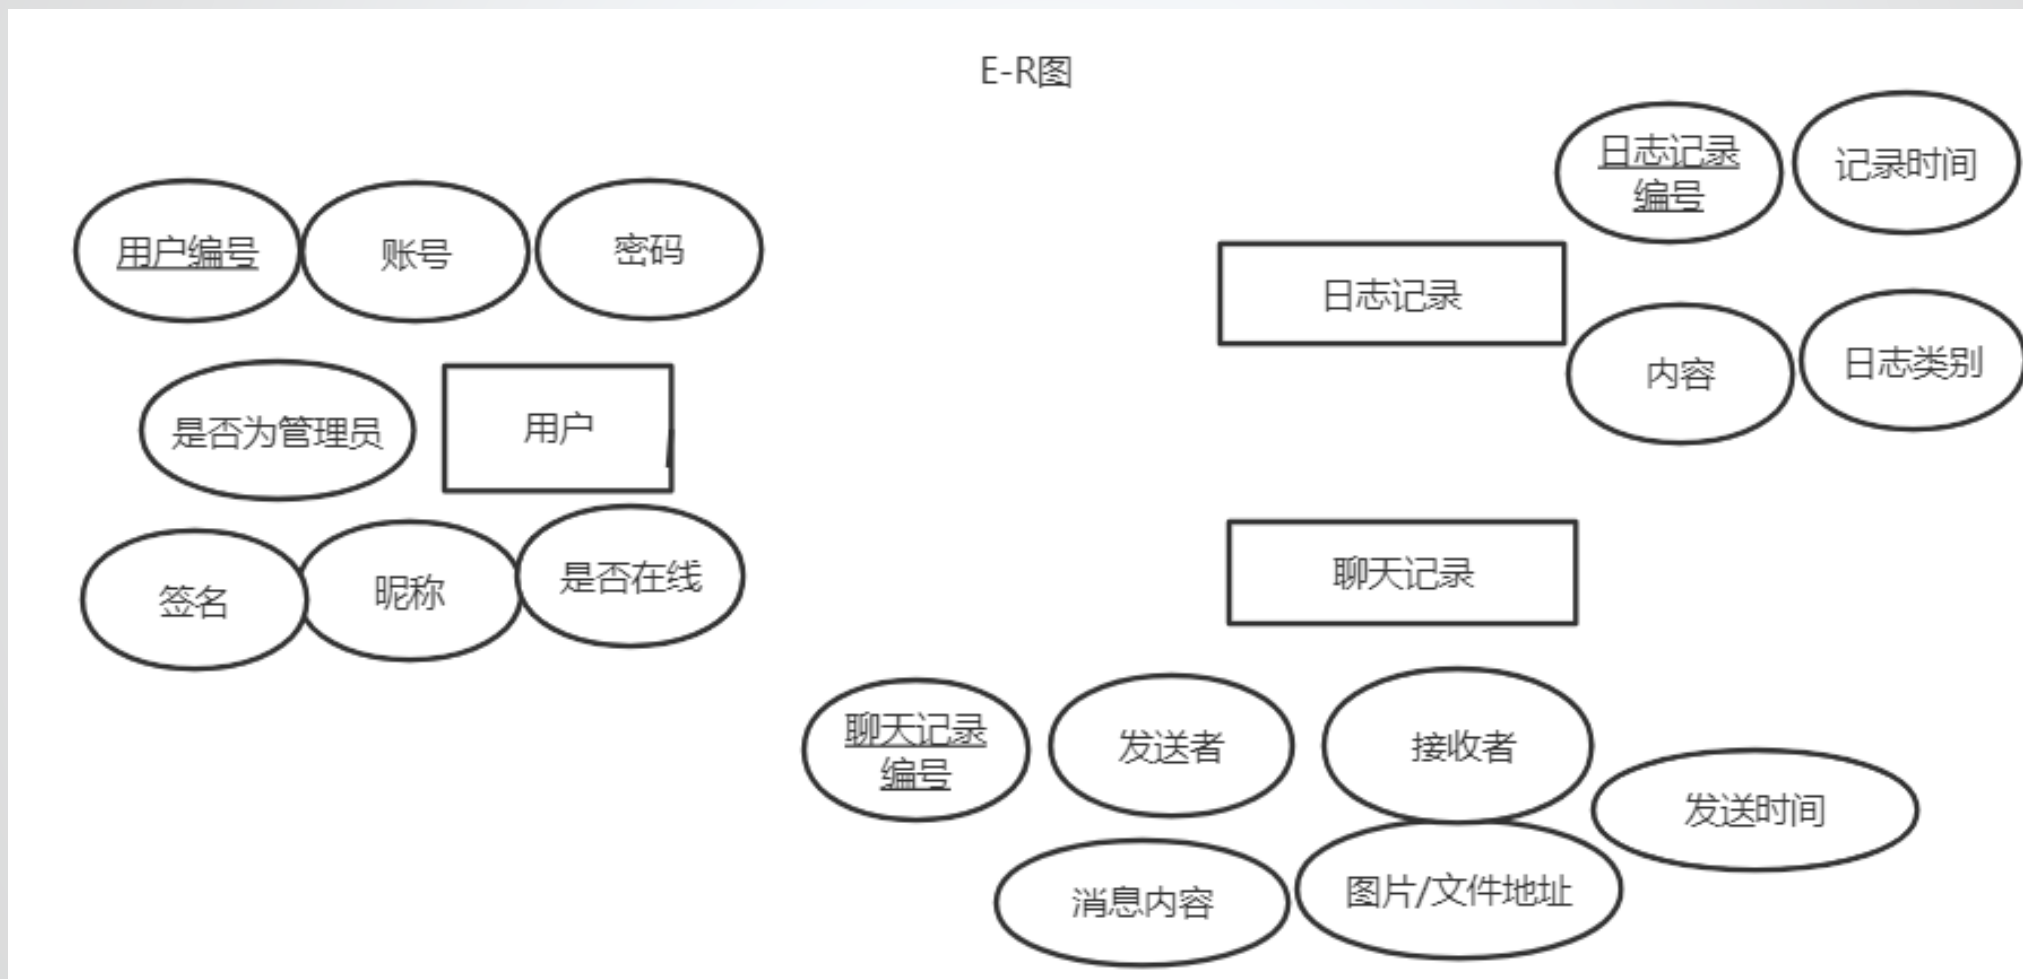 E-R图
用户编号
账号
密码
是否为管理员
用户
签名
昵称
是否在线
日志记录
编号
记录时间
日志记录
内容
日志类别
聊天记录
聊天记录
编号
发送者
接收者
发送时间
消息内容
图片/文件地址